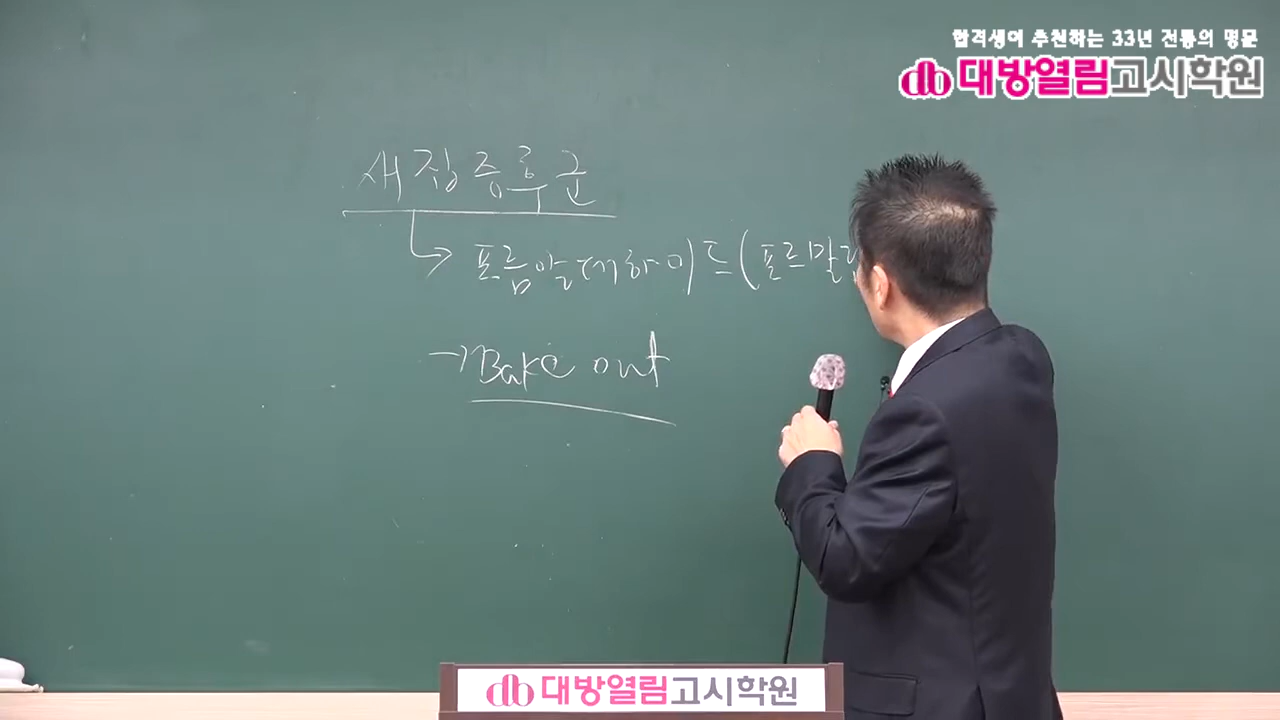 합격생이 추천하는 33년 전통의 명문
대방열림고시학원
새집증후군
포름알데하이드(포르말
→Bake out
대방열림고시학원